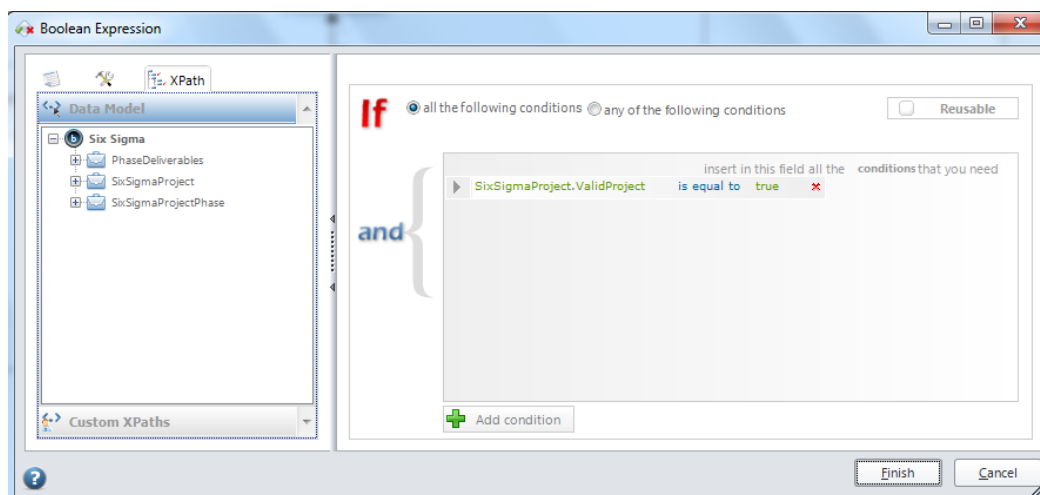 Boolean Expression
XPath
Data Model
Six Sigma
PhaseDeliverables
SixSigmaProject
SixSigmaProjectPhase
Custom XPaths
If all the following conditions any of the following conditions Reusable
insert in this field all the conditions that you need
SixSigmaProject.ValidProject is equal to true
and
Add condition
Finish Cancel